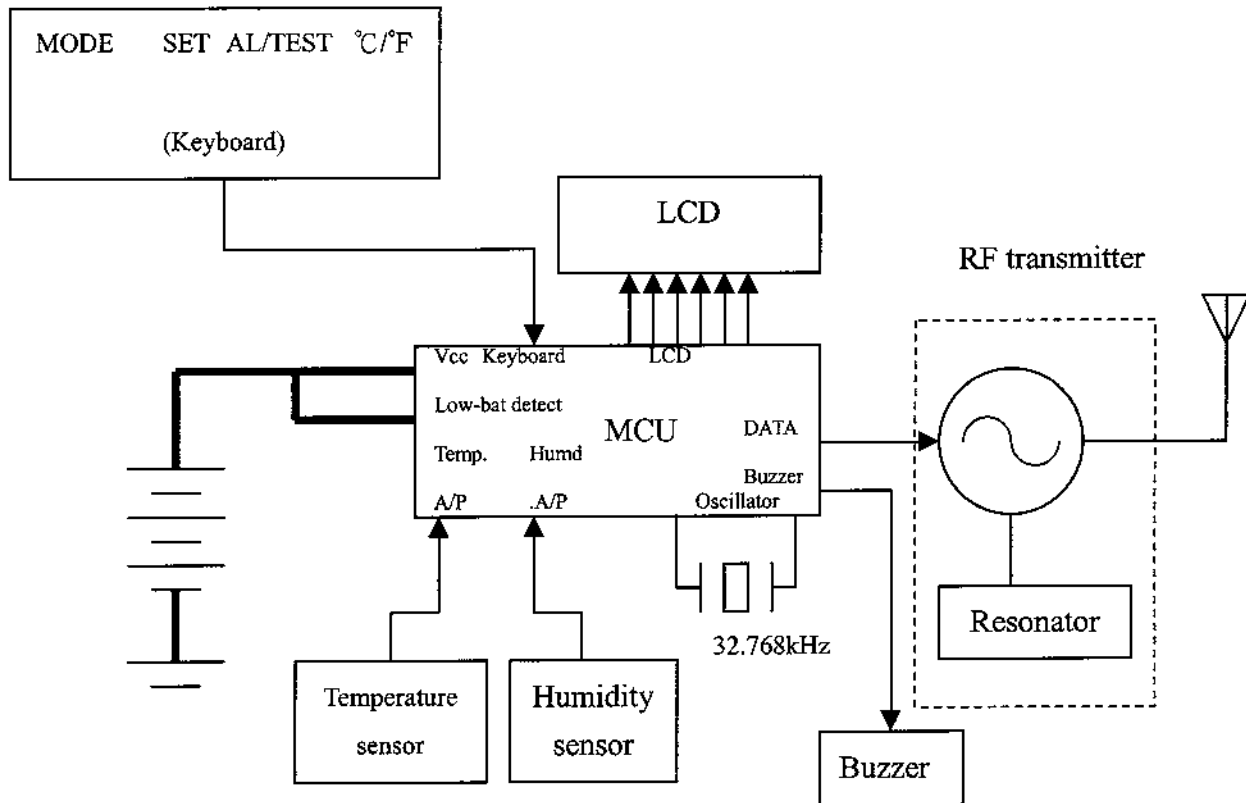 MODE SET AL/TEST ℃/℉
(Keyboard)
LCD
RF transmitter
Vcc Keyboard LCD
Low-bat detect
MCU
DATA
Temp. Humd
Buzzer
A/P .A/P Oscillator
Resonator
32.768kHz
Temperature
sensor
Humidity
sensor
Buzzer